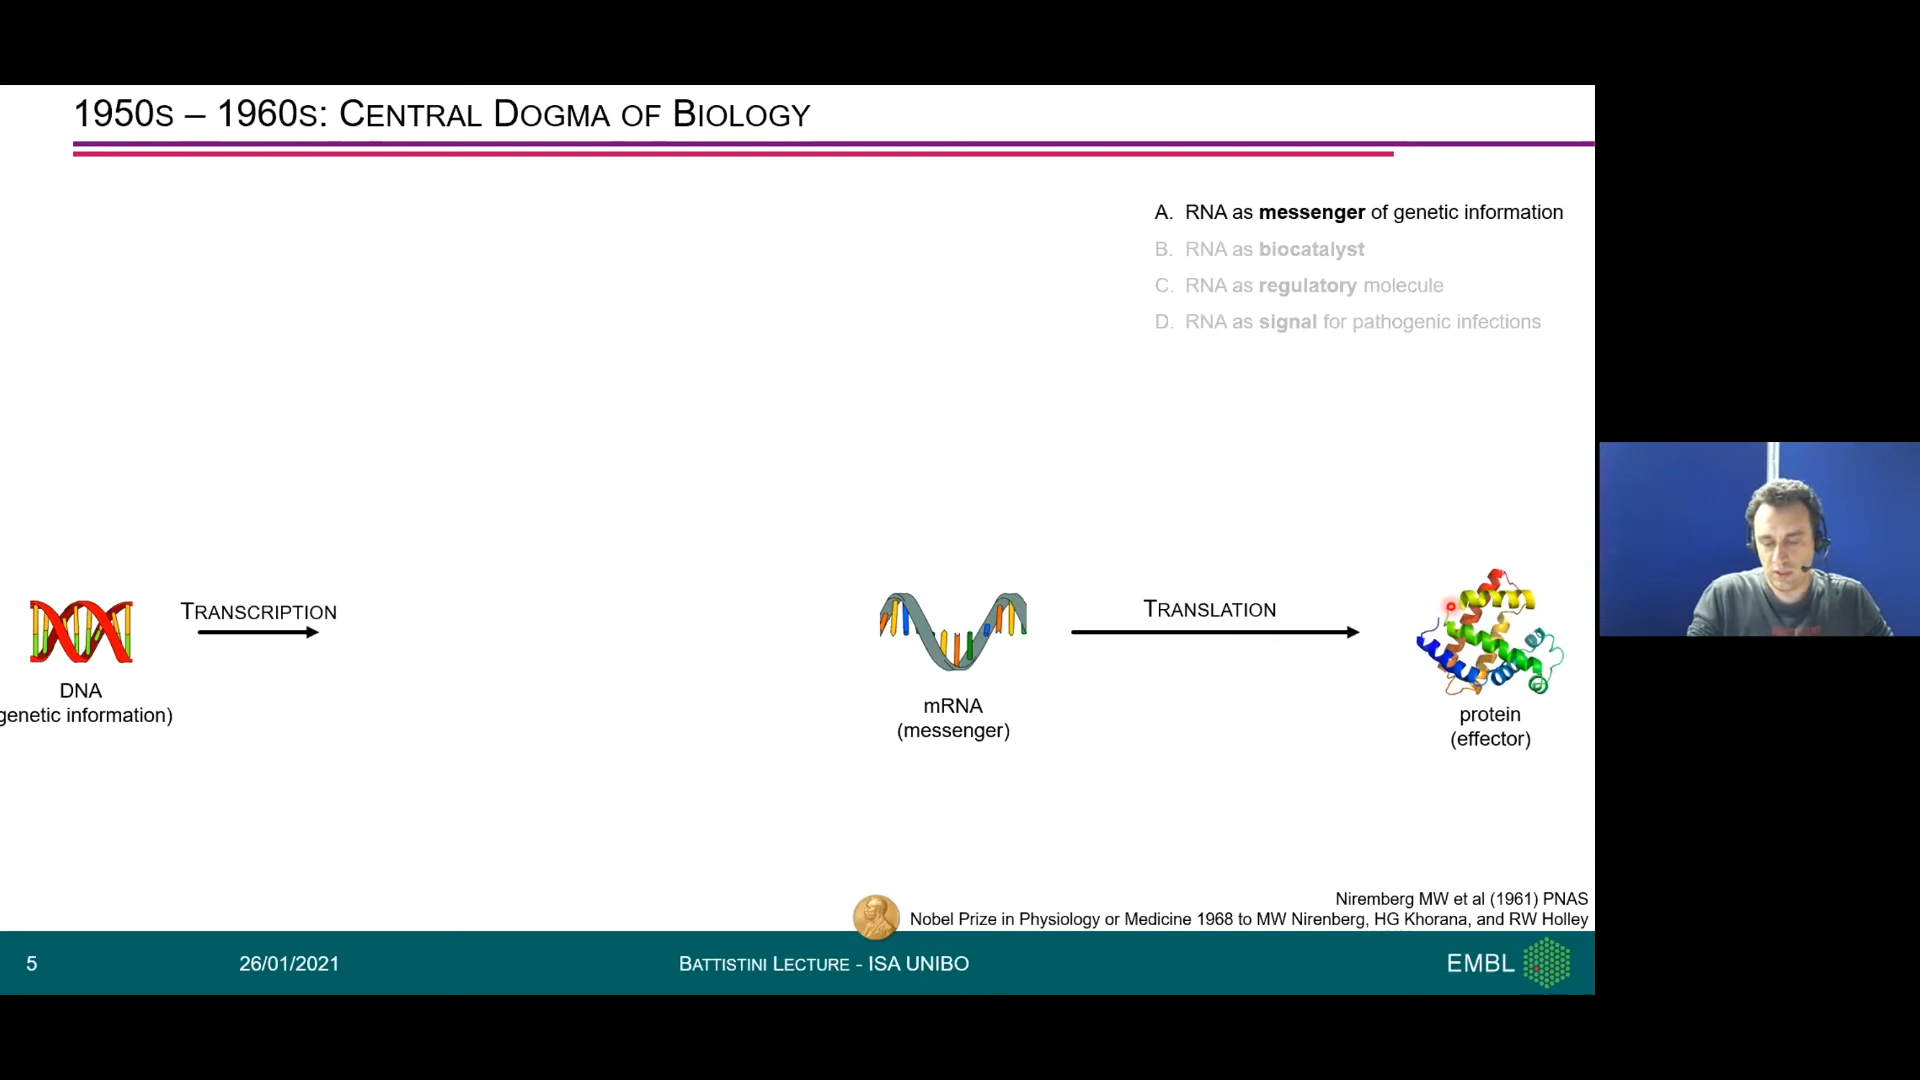 1950s – 1960s: Central Dogma of Biology
A. RNA as messenger of genetic information
B. RNA as biocatalyst
C. RNA as regulatory molecule
D. RNA as signal for pathogenic infections
Transcription
Translation
DNA
genetic information)
mRNA
(messenger)
protein
(effector)
Niremberg MW et al (1961) PNAS
Nobel Prize in Physiology or Medicine 1968 to MW Nirenberg, HG Khorana, and RW Holley
5
26/01/2021
Battistini Lecture - ISA UNIBO
EMBL